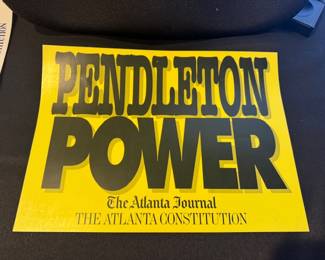 PENDLETON
POWER
The Atlanta Journal
THE ATLANTA CONSTITUTION